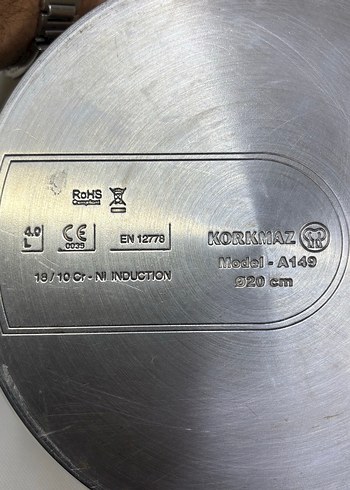 RoHS
Compliant
4.0 L
CE 0035
EN 12778
18/10 Cr-Ni INDUCTION
KORKMAZ
Model - A149
Ø20 cm